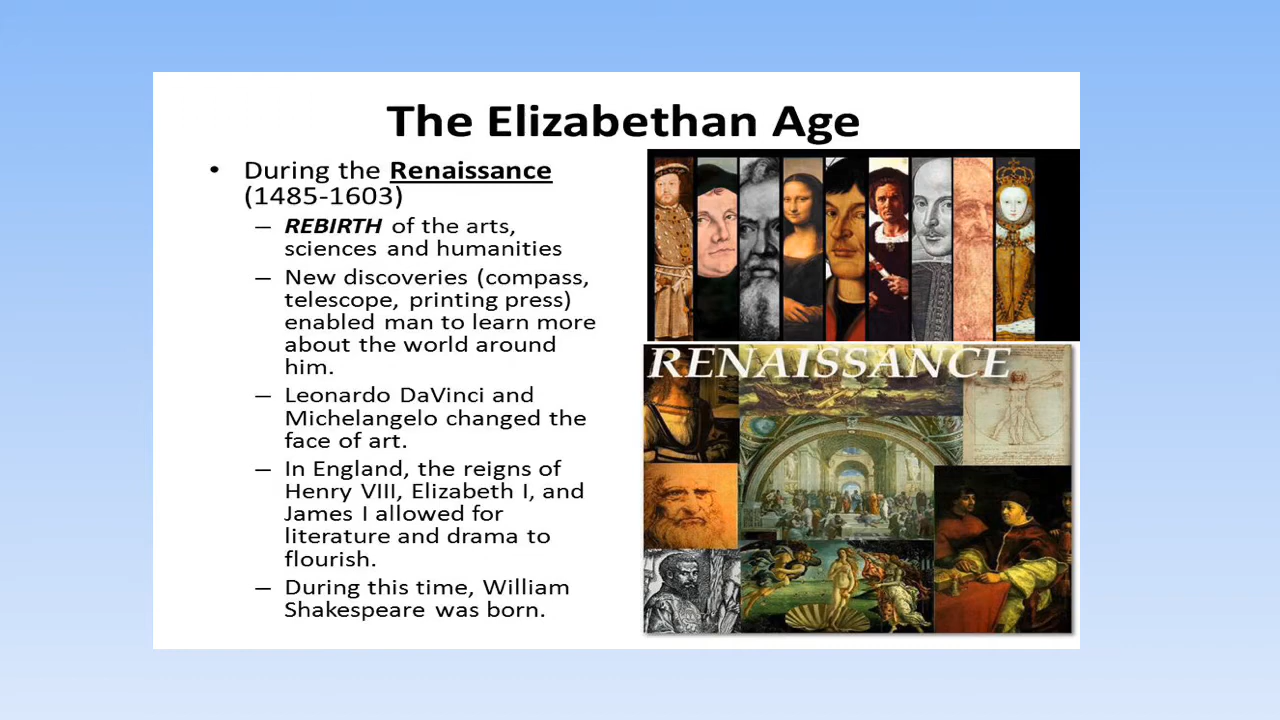 The Elizabethan Age
• During the Renaissance
(1485-1603)
– REBIRTH of the arts,
sciences and humanities
– New discoveries (compass,
telescope, printing press)
enabled man to learn more
about the world around
him.
– Leonardo DaVinci and
Michelangelo changed the
face of art.
– In England, the reigns of
Henry VIII, Elizabeth I, and
James I allowed for
literature and drama to
flourish.
– During this time, William
Shakespeare was born.
RENAISSANCE